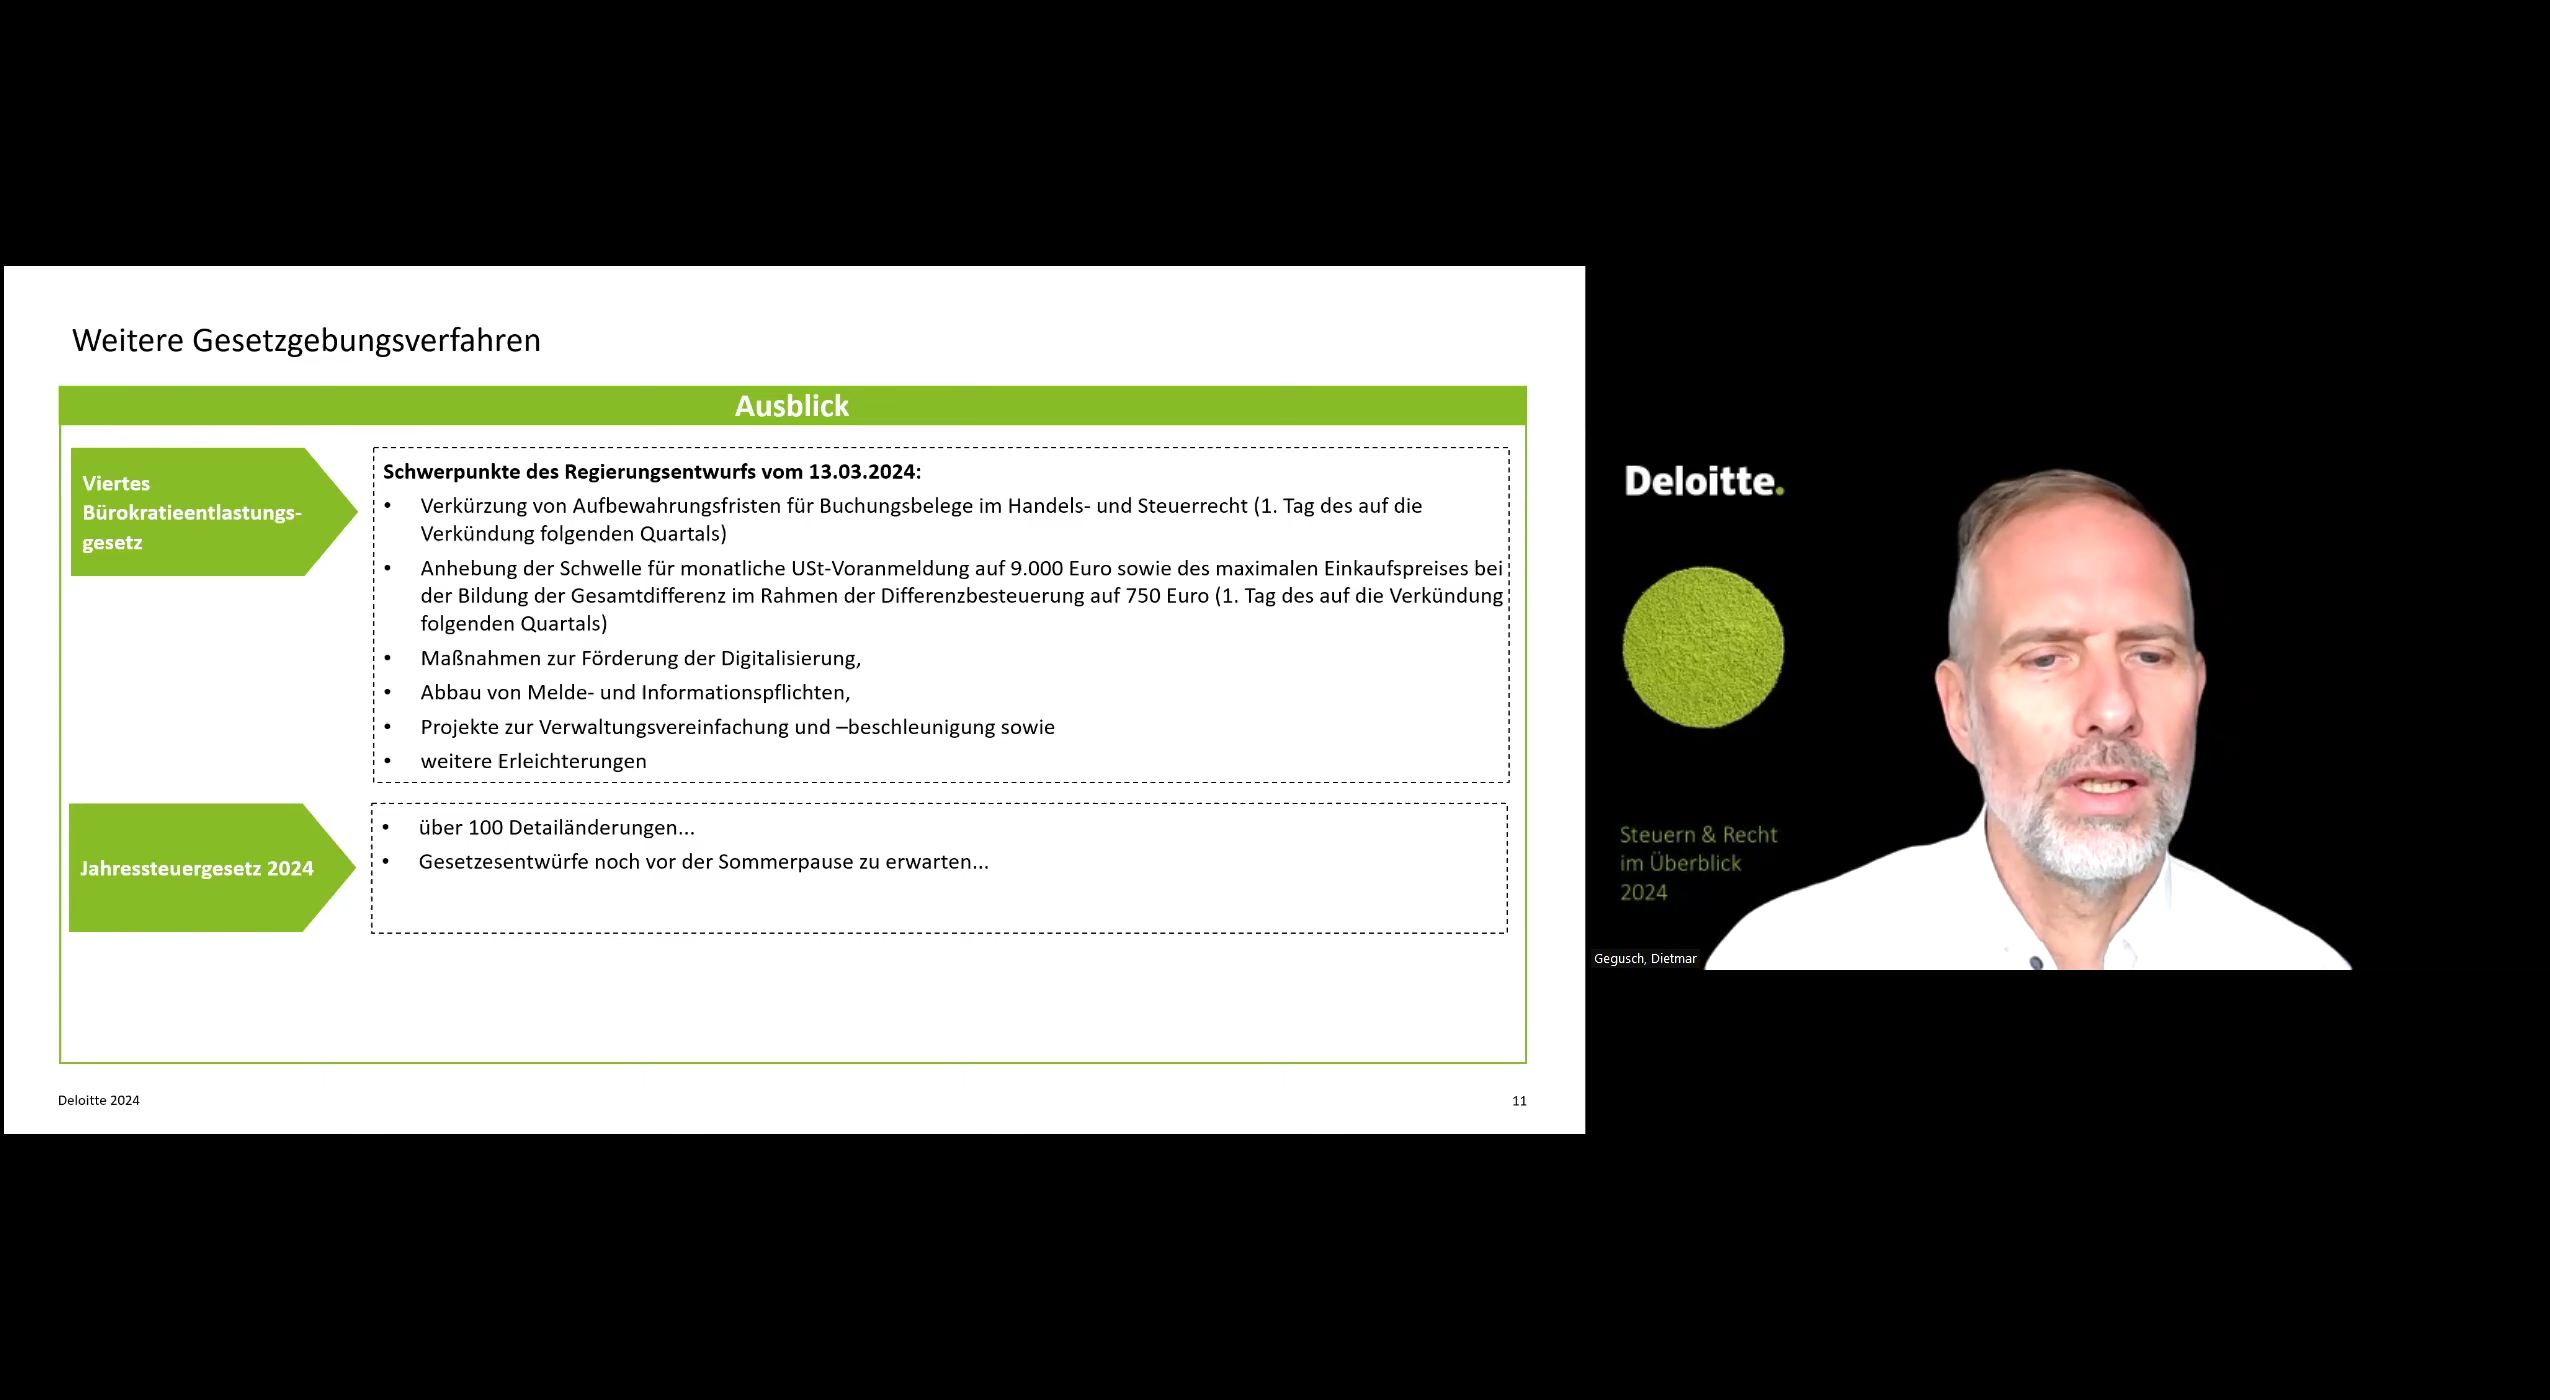 Weitere Gesetzgebungsverfahren
Ausblick
Viertes
Bürokratieentlastungs-
gesetz
Schwerpunkte des Regierungsentwurfs vom 13.03.2024:
• Verkürzung von Aufbewahrungsfristen für Buchungsbelege im Handels- und Steuerrecht (1. Tag des auf die
Verkündung folgenden Quartals)
• Anhebung der Schwelle für monatliche USt-Voranmeldung auf 9.000 Euro sowie des maximalen Einkaufspreises bei
der Bildung der Gesamtdifferenz im Rahmen der Differenzbesteuerung auf 750 Euro (1. Tag des auf die Verkündung
folgenden Quartals)
• Maßnahmen zur Förderung der Digitalisierung,
• Abbau von Melde- und Informationspflichten,
• Projekte zur Verwaltungsvereinfachung und –beschleunigung sowie
• weitere Erleichterungen
Jahressteuergesetz 2024
• über 100 Detailänderungen...
• Gesetzesentwürfe noch vor der Sommerpause zu erwarten...
Deloitte 2024
11
Deloitte.
Steuern & Recht
im Überblick
2024
Gegusch, Dietmar